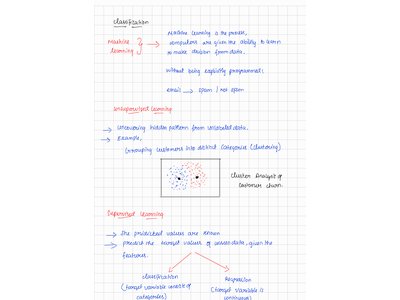 Classification
Machine learning is the process,
Machine
learning
computers are given the ability to learn
to make decision from data.
without being explicitly programmed:
email → spam / not spam
Unsupervised Learning
→ Uncovering hidden pattern from unlabeled data.
→ Example,
Grouping customers into distinct categories (clustering)
Cluster Analyst of
customer churn.
Supervised Learning
→ The predicted values are known
→ predict the target values of unseen data, given the
features.
Classification
(target variable consists of
categories)
Regression
(target variable is
continuous)